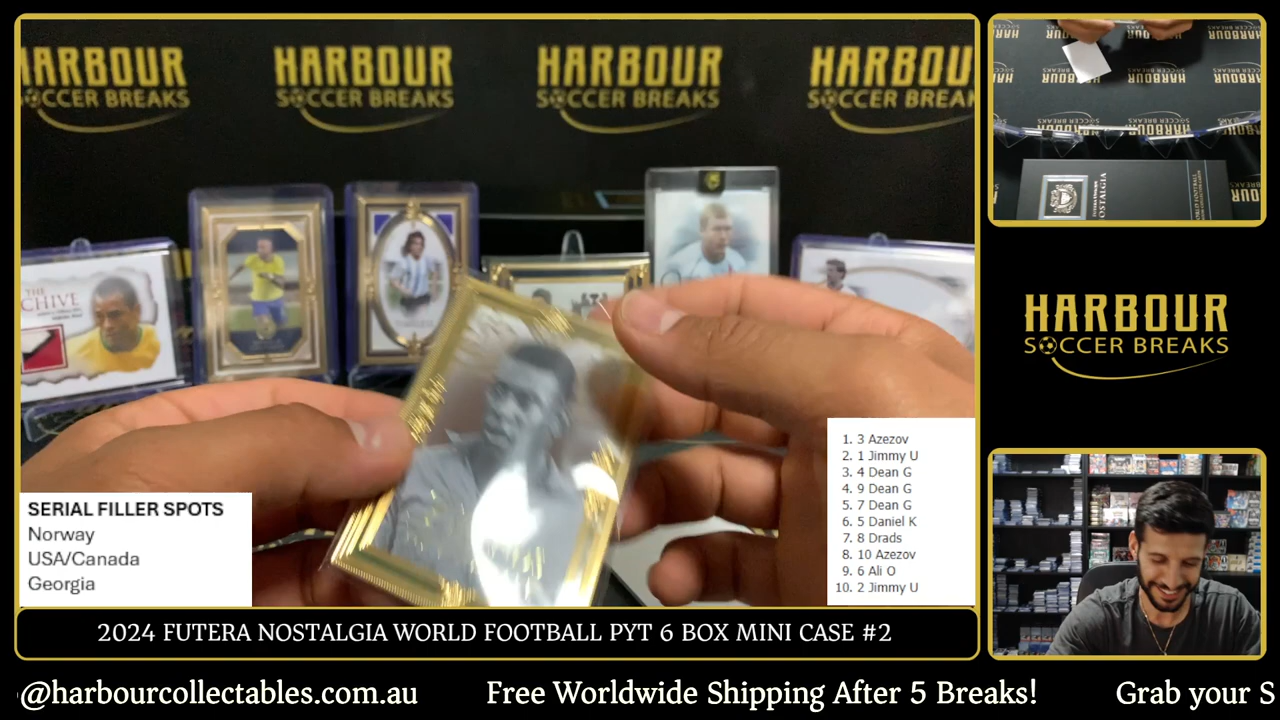 HARBOUR
SOCCER BREAKS
HARBOUR
SOCCER BREAKS
HARBOUR
SOCCER BREAKS
HARBOU
SOCCER BREAKS
THE
CHIVE
SERIAL FILLER SPOTS
Norway
USA/Canada
Georgia
1. 3 Azezov
2. 1 Jimmy U
3. 4 Dean G
4. 9 Dean G
5. 7 Dean G
6. 5 Daniel K
7. 8 Drads
8. 10 Azezov
9. 6 Ali O
10. 2 Jimmy U
HARBOUR
SOCCER BREAKS
2024 FUTERA NOSTALGIA WORLD FOOTBALL PYT 6 BOX MINI CASE #2
@harbourcollectables.com.au
Free Worldwide Shipping After 5 Breaks!
Grab your S